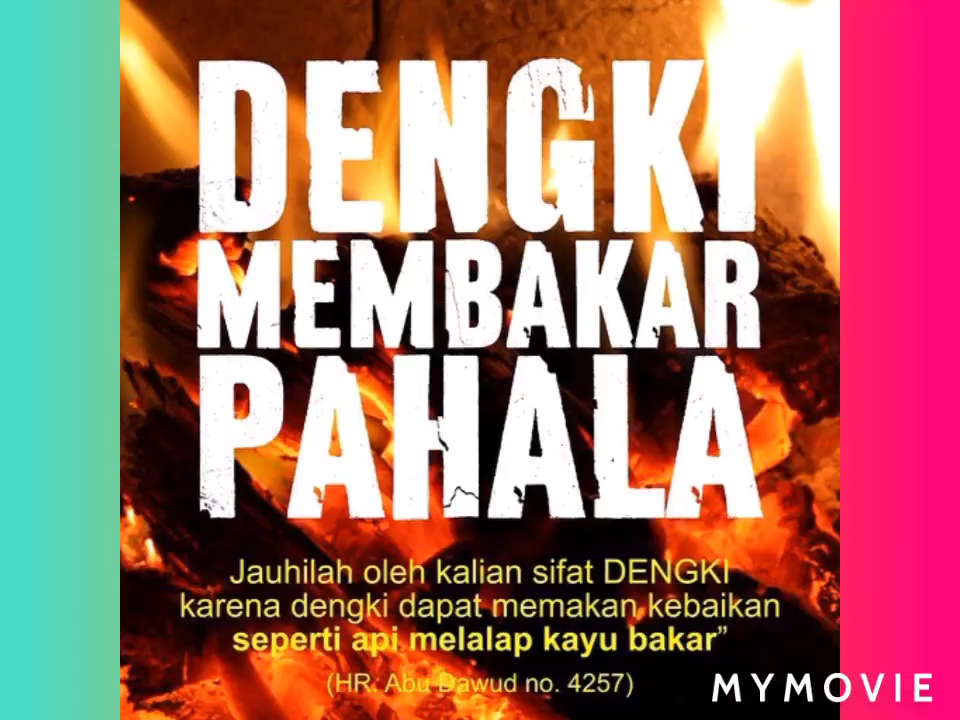 DENGKI
MEMBAKAR
PAHALA
Jauhilah oleh kalian sifat DENGKI
karena dengki dapat memakan kebaikan
seperti api melalap kayu bakar”
(HR. Abu Dawud no. 4257)
MYMOVIE